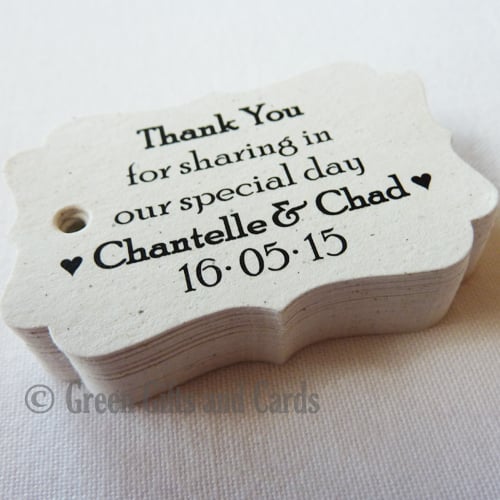 Thank You
for sharing in
our special day
♥ Chantelle & Chad ♥
16·05·15
© Green Gifts and Cards